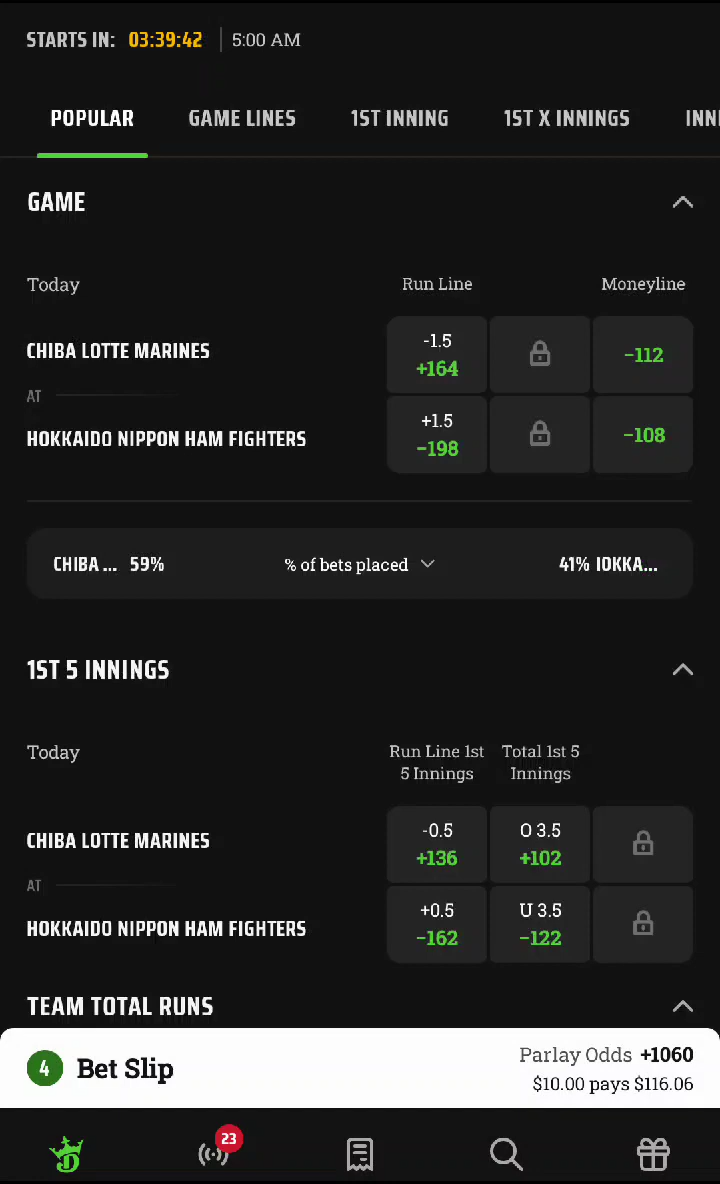 STARTS IN: 03:39:42 5:00 AM
POPULAR GAME LINES 1ST INNING 1ST X INNINGS INN
GAME
Today Run Line Moneyline
CHIBA LOTTE MARINES -1.5 +164 −112
AT
HOKKAIDO NIPPON HAM FIGHTERS +1.5 −198 −108
CHIBA ... 59% % of bets placed 41% IOKKA...
1ST 5 INNINGS
Today Run Line 1st 5 Innings Total 1st 5 Innings
CHIBA LOTTE MARINES -0.5 +136 O 3.5 +102
AT
HOKKAIDO NIPPON HAM FIGHTERS +0.5 −162 U 3.5 −122
TEAM TOTAL RUNS
4 Bet Slip Parlay Odds +1060
$10.00 pays $116.06
23